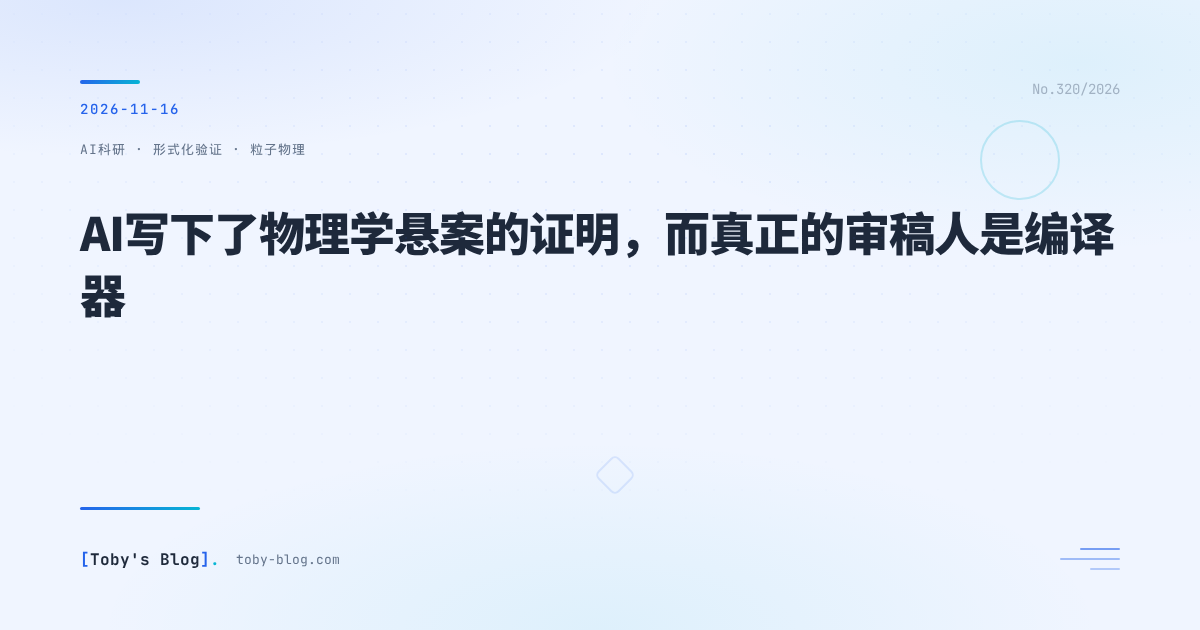 2026-11-16
No.320/2026
AI科研 · 形式化验证 · 粒子物理
AI写下了物理学悬案的证明，而真正的审稿人是编译
器
[Toby's Blog]. toby-blog.com